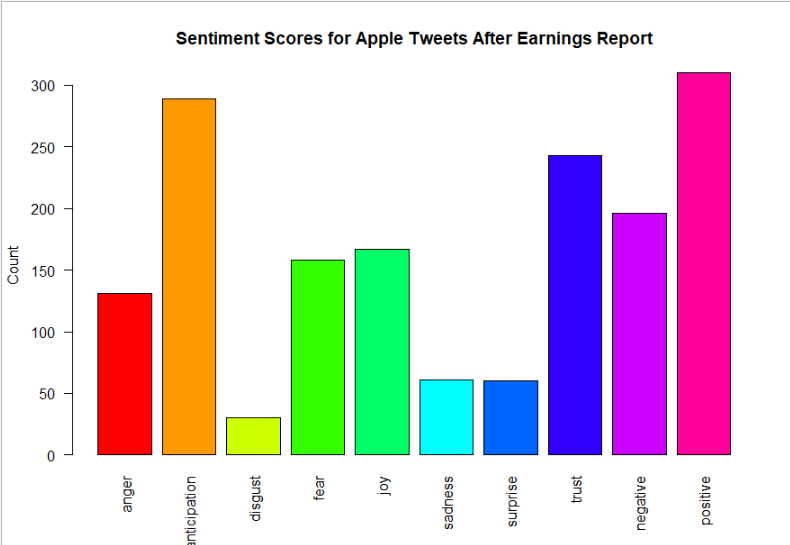 Sentiment Scores for Apple Tweets After Earnings Report
300
250
200
150
100
50
0
Count
anger
anticipation
disgust
fear
joy
sadness
surprise
trust
negative
positive